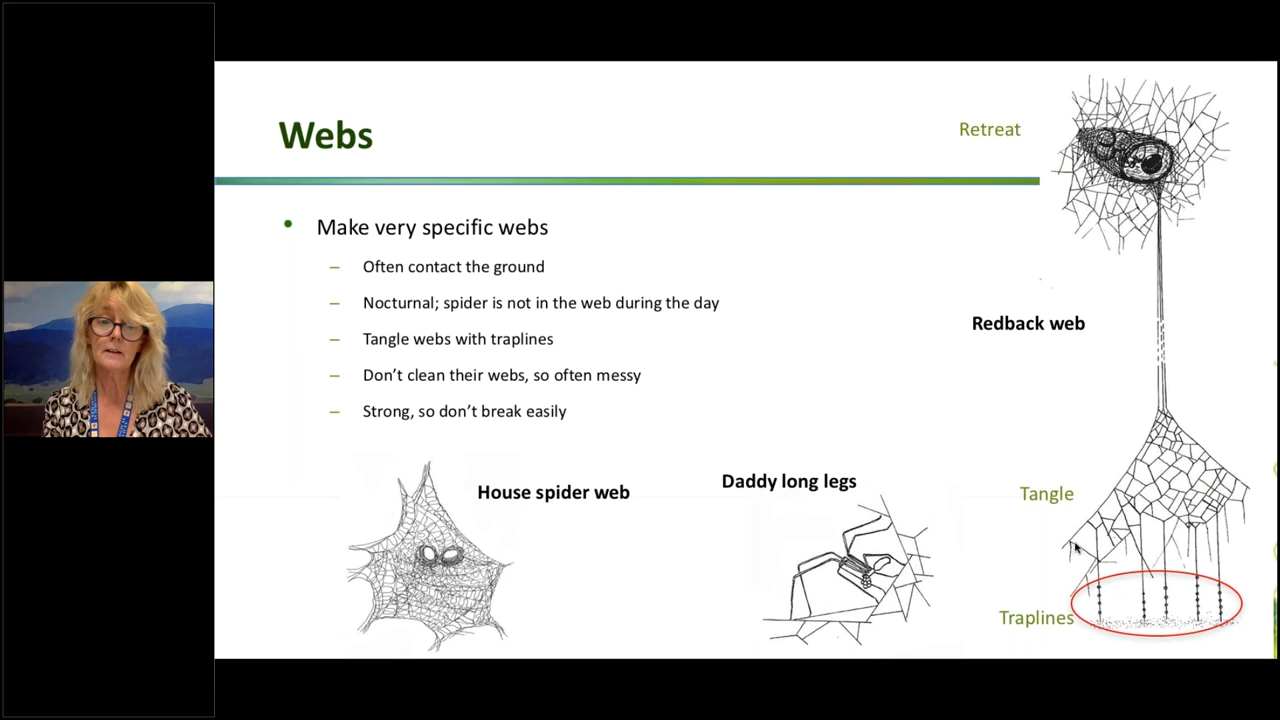 Webs
Retreat
• Make very specific webs
– Often contact the ground
– Nocturnal; spider is not in the web during the day
– Tangle webs with traplines
– Don’t clean their webs, so often messy
– Strong, so don’t break easily
Redback web
House spider web
Daddy long legs
Tangle
Traplines